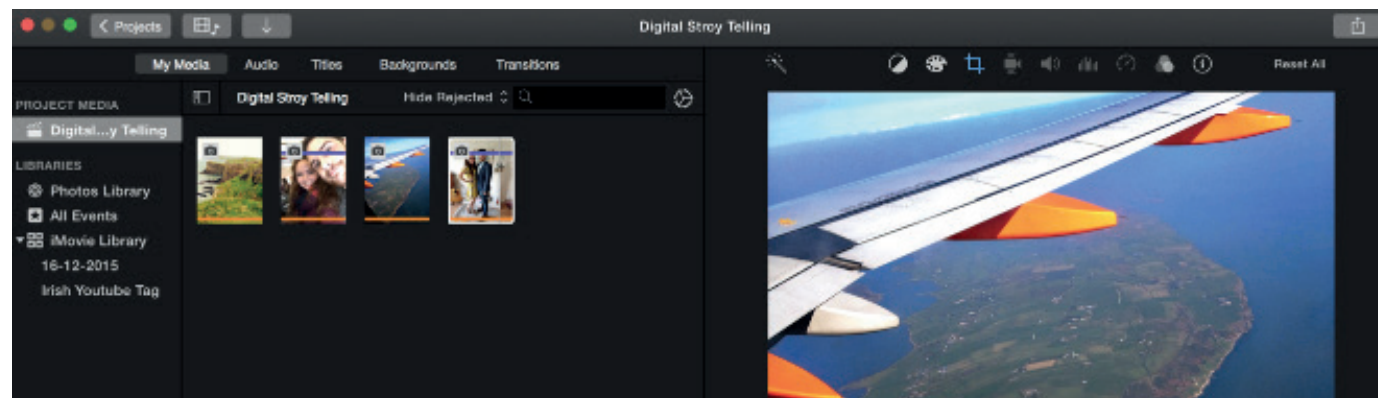 Projects
Digital Stroy Telling
My Media Audio Titles Backgrounds Transitions
Reset All
PROJECT MEDIA
Digital Stroy Telling Hide Rejected
Digital...y Telling
LIBRARIES
Photos Library
All Events
iMovie Library
16-12-2015
Irish Youtube Tag